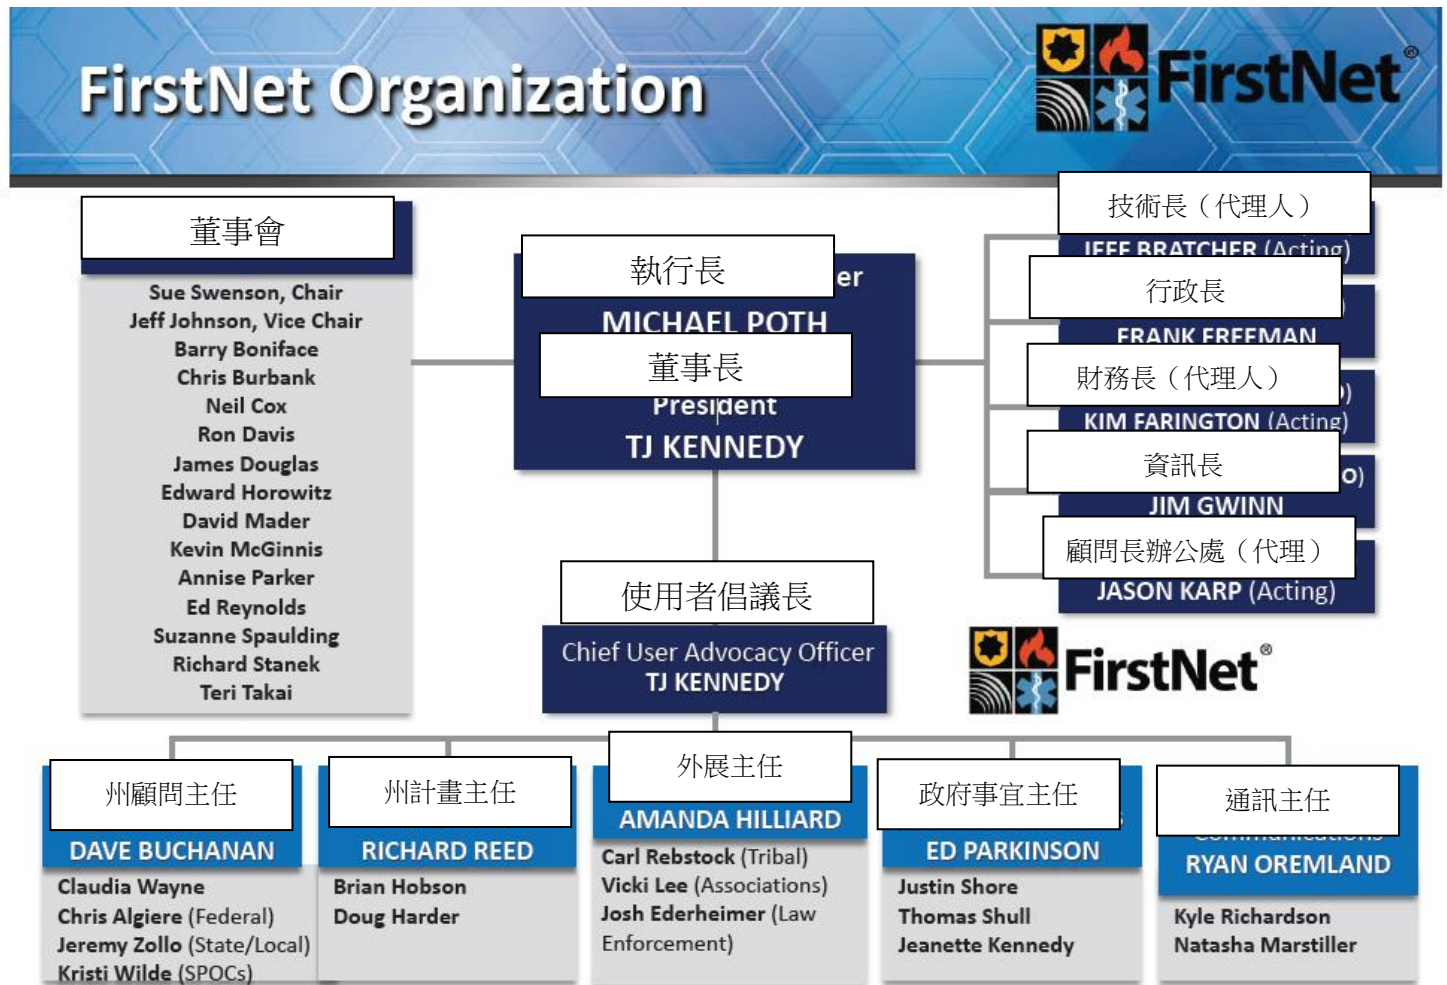 FirstNet Organization
FirstNet®
董事會
Sue Swenson, Chair
Jeff Johnson, Vice Chair
Barry Boniface
Chris Burbank
Neil Cox
Ron Davis
James Douglas
Edward Horowitz
David Mader
Kevin McGinnis
Annise Parker
Ed Reynolds
Suzanne Spaulding
Richard Stanek
Teri Takai
執行長
er
MICHAEL POTH
董事長
President
TJ KENNEDY
技術長（代理人）
JEFF BRATCHER (Acting)
行政長
FRANK FREEMAN
財務長（代理人）
KIM FARINGTON (Acting)
資訊長
O)
JIM GWINN
顧問長辦公處（代理）
JASON KARP (Acting)
使用者倡議長
Chief User Advocacy Officer
TJ KENNEDY
FirstNet®
州顧問主任
DAVE BUCHANAN
Claudia Wayne
Chris Algiere (Federal)
Jeremy Zollo (State/Local)
Kristi Wilde (SPOCs)
州計畫主任
RICHARD REED
Brian Hobson
Doug Harder
外展主任
AMANDA HILLIARD
Carl Rebstock (Tribal)
Vicki Lee (Associations)
Josh Ederheimer (Law
Enforcement)
政府事宜主任
ED PARKINSON
Justin Shore
Thomas Shull
Jeanette Kennedy
通訊主任
Communications
RYAN OREMLAND
Kyle Richardson
Natasha Marstiller